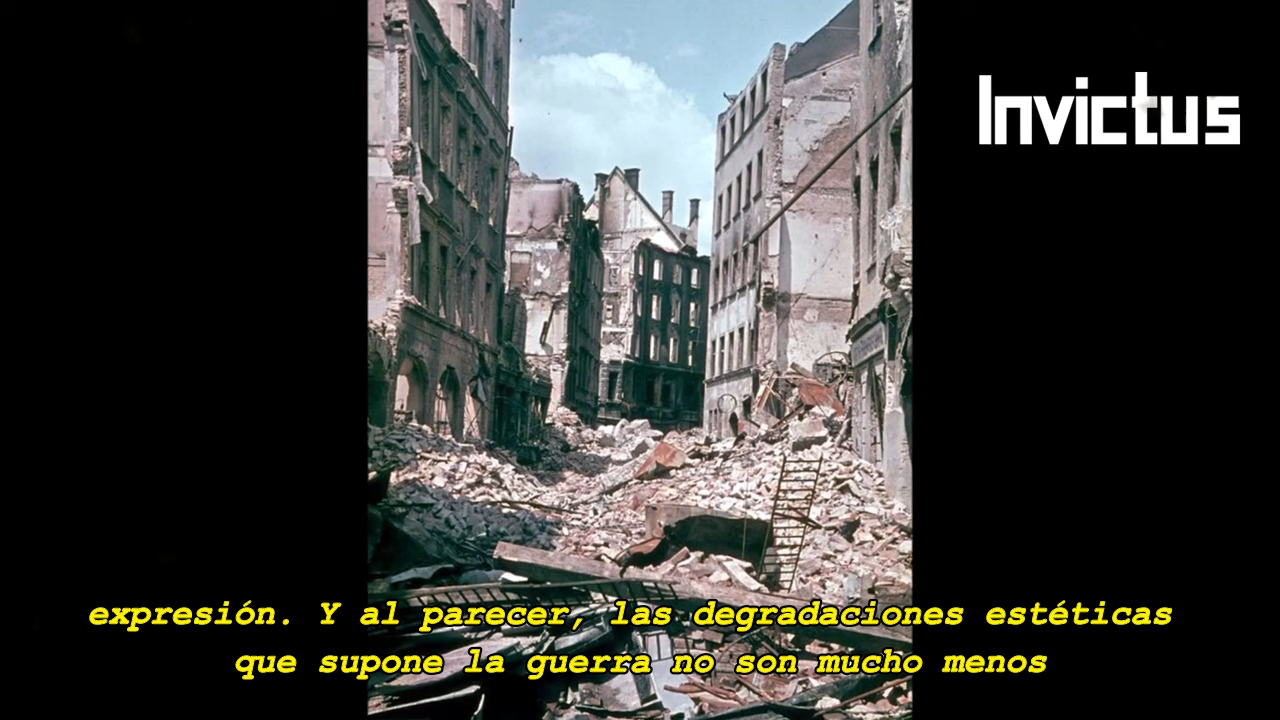 Invictus
expresión. Y al parecer, las degradaciones estéticas
que supone la guerra no son mucho menos